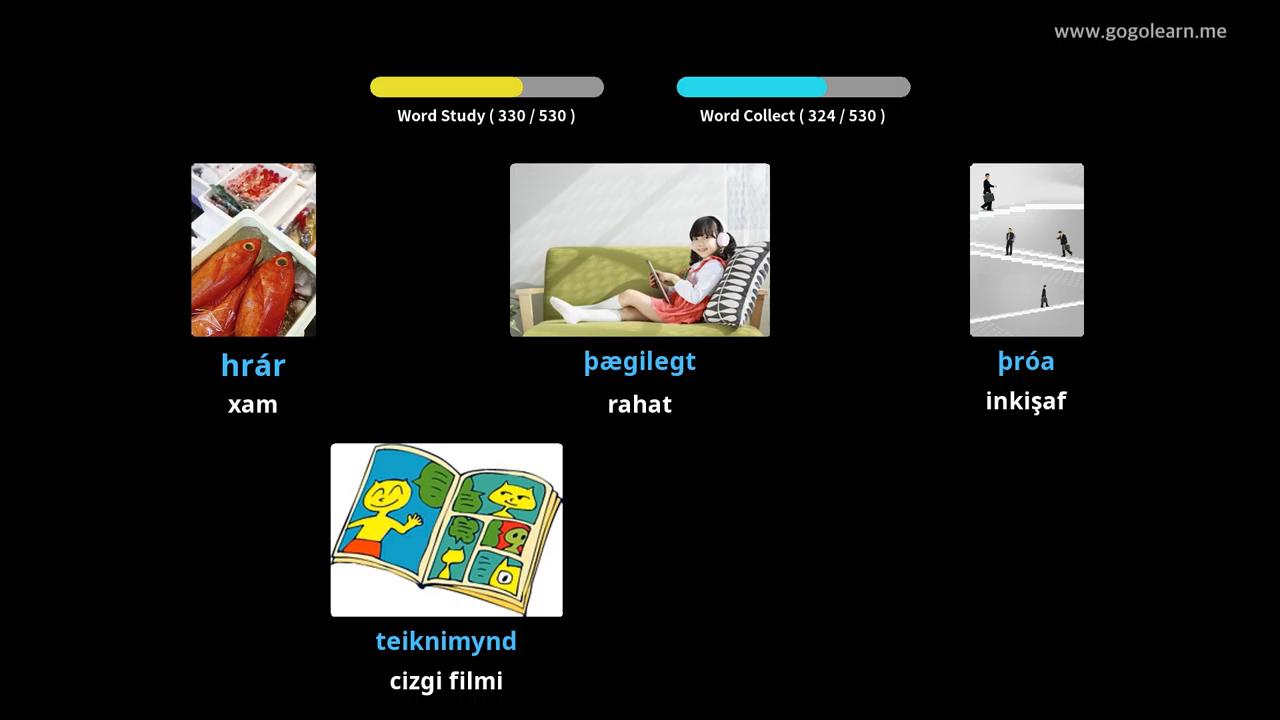 www.gogolearn.me
Word Study ( 330 / 530 )
Word Collect ( 324 / 530 )
hrár
xam
þægilegt
rahat
þróa
inkişaf
teiknimynd
cizgi filmi